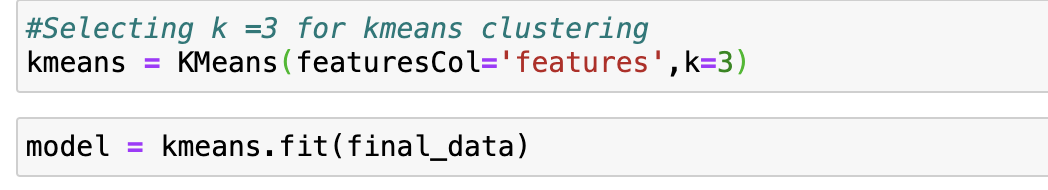 #Selecting k =3 for kmeans clustering
kmeans = KMeans(featuresCol='features',k=3)
model = kmeans.fit(final_data)